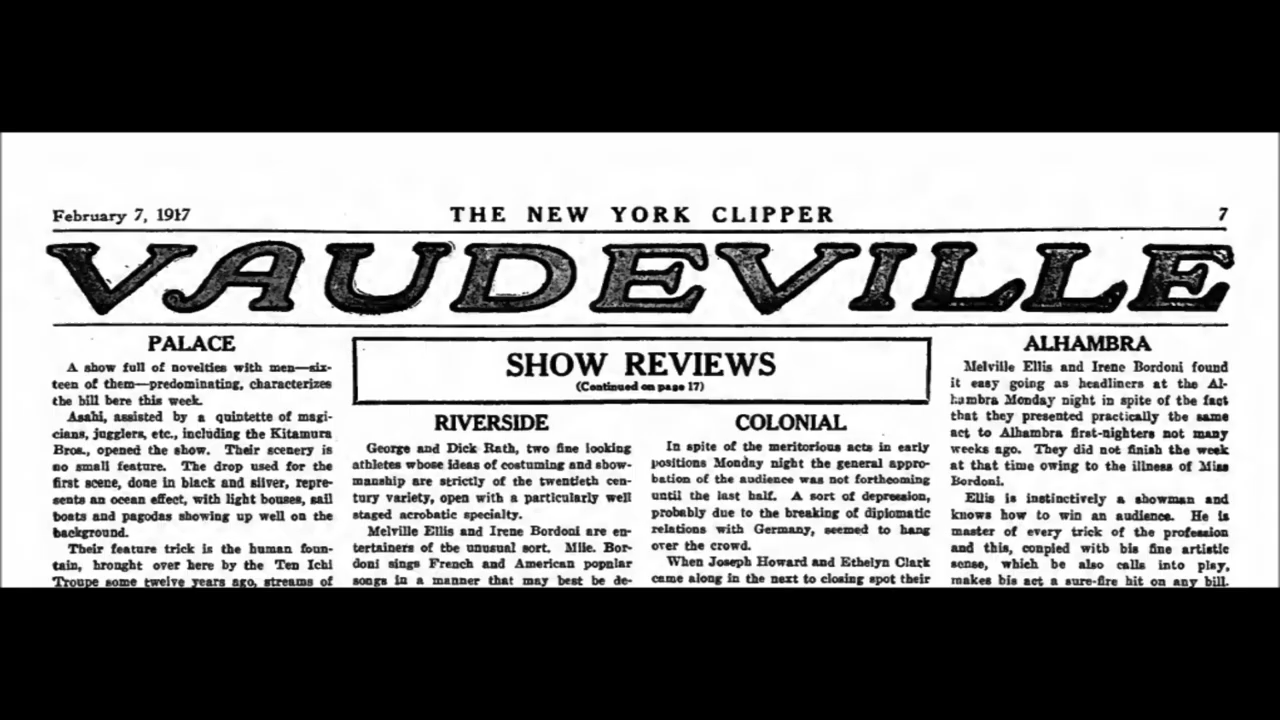 February 7, 1917
THE NEW YORK CLIPPER
7
VAUDEVILLE
PALACE
A show full of novelties with men—six-
teen of them—predominating, characterizes
the bill here this week.
Asahi, assisted by a quintette of magi-
cians, jugglers, etc., including the Kitamura
Bros., opened the show. Their scenery is
no small feature. The drop used for the
first scene, done in black and silver, repre-
sents an ocean effect, with light houses, sail
boats and pagodas showing up well on the
background.
Their feature trick is the human foun-
tain, brought over here by the Ten Ichi
Troupe some twelve years ago, streams of
SHOW REVIEWS
(Continued on page 17)
RIVERSIDE
George and Dick Rath, two fine looking
athletes whose ideas of costuming and show-
manship are strictly of the twentieth cen-
tury variety, open with a particularly well
staged acrobatic specialty.
Melville Ellis and Irene Bordoni are en-
tertainers of the unusual sort. Mlle. Bor-
doni sings French and American popular
songs in a manner that may best be de-
COLONIAL
In spite of the meritorious acts in early
positions Monday night the general appro-
bation of the audience was not forthcoming
until the last half. A sort of depression,
probably due to the breaking of diplomatic
relations with Germany, seemed to hang
over the crowd.
When Joseph Howard and Ethelyn Clark
came along in the next to closing spot their
ALHAMBRA
Melville Ellis and Irene Bordoni found
it easy going as headliners at the Al-
hambra Monday night in spite of the fact
that they presented practically the same
act to Alhambra first-nighters not many
weeks ago. They did not finish the week
at that time owing to the illness of Miss
Bordoni.
Ellis is instinctively a showman and
knows how to win an audience. He is
master of every trick of the profession
and this, coupled with his fine artistic
sense, which he also calls into play,
makes his act a sure-fire hit on any bill.